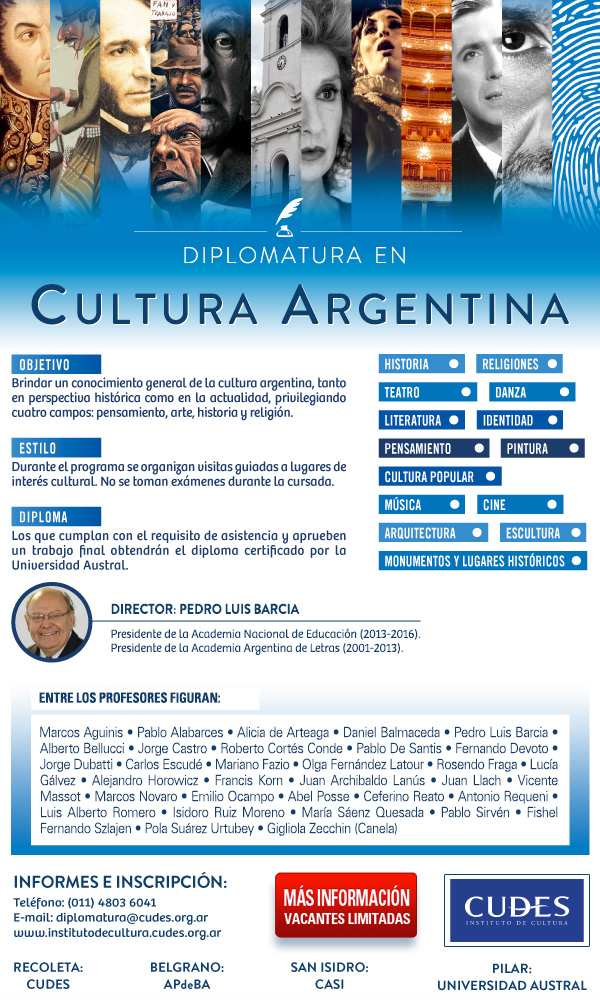 PAN Y
TRABAJO
DIPLOMATURA EN
CULTURA ARGENTINA
OBJETIVO
Brindar un conocimiento general de la cultura argentina, tanto
en perspectiva histórica como en la actualidad, privilegiando
cuatro campos: pensamiento, arte, historia y religión.
ESTILO
Durante el programa se organizan visitas guiadas a lugares de
interés cultural. No se toman exámenes durante la cursada.
DIPLOMA
Los que cumplan con el requisito de asistencia y aprueben
un trabajo final obtendrán el diploma certificado por la
Universidad Austral.
HISTORIA RELIGIONES
TEATRO DANZA
LITERATURA IDENTIDAD
PENSAMIENTO PINTURA
CULTURA POPULAR
MÚSICA CINE
ARQUITECTURA ESCULTURA
MONUMENTOS Y LUGARES HISTÓRICOS
DIRECTOR: PEDRO LUIS BARCIA
Presidente de la Academia Nacional de Educación (2013-2016).
Presidente de la Academia Argentina de Letras (2001-2013).
ENTRE LOS PROFESORES FIGURAN:
Marcos Aguinis • Pablo Alabarces • Alicia de Arteaga • Daniel Balmaceda • Pedro Luis Barcia •
Alberto Bellucci • Jorge Castro • Roberto Cortés Conde • Pablo De Santis • Fernando Devoto •
Jorge Dubatti • Carlos Escudé • Mariano Fazio • Olga Fernández Latour • Rosendo Fraga • Lucía
Gálvez • Alejandro Horowicz • Francis Korn • Juan Archibaldo Lanús • Juan Llach • Vicente
Massot • Marcos Novaro • Emilio Ocampo • Abel Posse • Ceferino Reato • Antonio Requeni •
Luis Alberto Romero • Isidoro Ruiz Moreno • María Sáenz Quesada • Pablo Sirvén • Fishel
Fernando Szlajen • Pola Suárez Urtubey • Gigliola Zecchin (Canela)
INFORMES E INSCRIPCIÓN:
Teléfono: (011) 4803 6041
E-mail: diplomatura@cudes.org.ar
www.institutodecultura.cudes.org.ar
MÁS INFORMACIÓN
VACANTES LIMITADAS
CUDES
INSTITUTO DE CULTURA
RECOLETA:
CUDES
BELGRANO:
APdeBA
SAN ISIDRO:
CASI
PILAR:
UNIVERSIDAD AUSTRAL